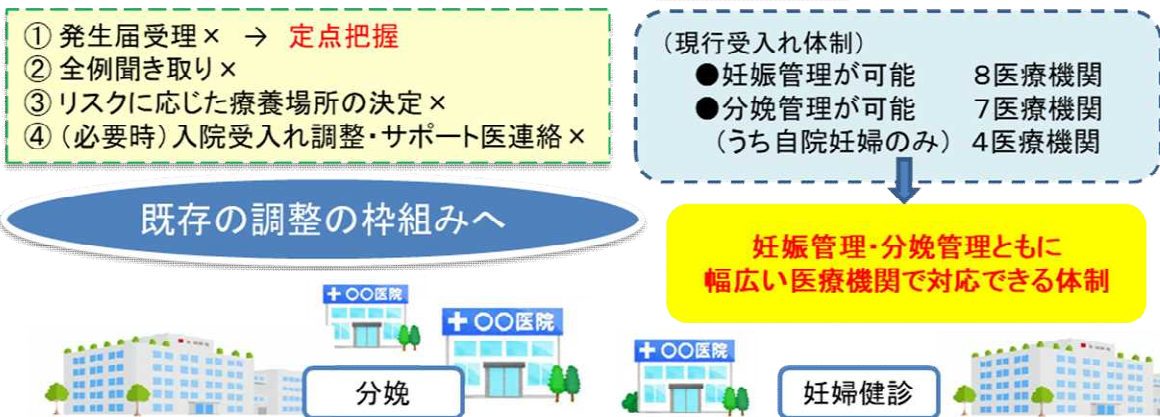 ① 発生届受理× → 定点把握
② 全例聞き取り×
③ リスクに応じた療養場所の決定×
④ (必要時)入院受入れ調整・サポート医連絡×
既存の調整の枠組みへ
(現行受入れ体制)
●妊娠管理が可能 8医療機関
●分娩管理が可能 7医療機関
(うち自院妊婦のみ) 4医療機関
妊娠管理・分娩管理ともに
幅広い医療機関で対応できる体制
〇〇医院
〇〇医院
分娩
〇〇医院
妊婦健診